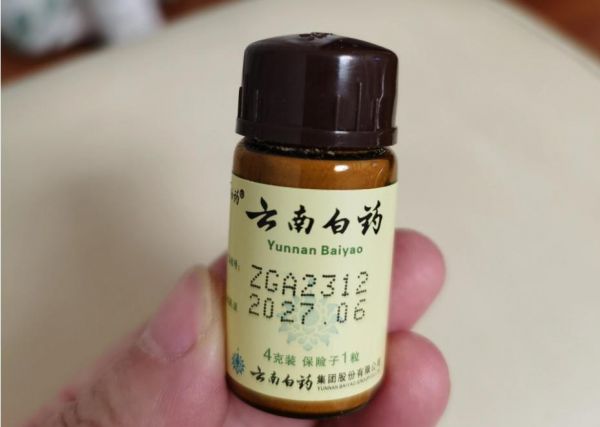 云南白药
Yunnan Baiyao
ZGA2312
2027.06
4克装 保险子1粒
云南白药集团股份有限公司